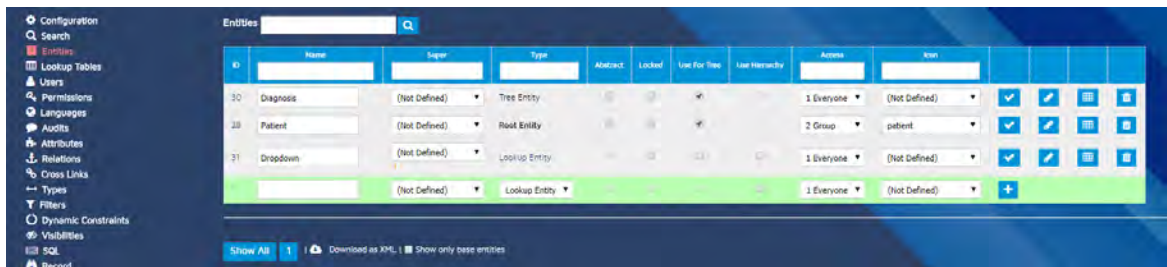 Configuration
Search
Entities
Lookup Tables
Users
Permissions
Languages
Audits
Attributes
Relations
Cross Links
Types
Filters
Dynamic Constraints
Visibilities
SQL
Record
Entities
ID Name Super Type Abstract Locked Use For Tree Use Hierarchy Access Icon
30 Diagnosis (Not Defined) Tree Entity 1 Everyone (Not Defined)
28 Patient (Not Defined) Root Entity 2 Group patient
31 Dropdown (Not Defined) Lookup Entity 1 Everyone (Not Defined)
(Not Defined) Lookup Entity 1 Everyone (Not Defined)
Show All 1 | Download as XML | Show only base entities